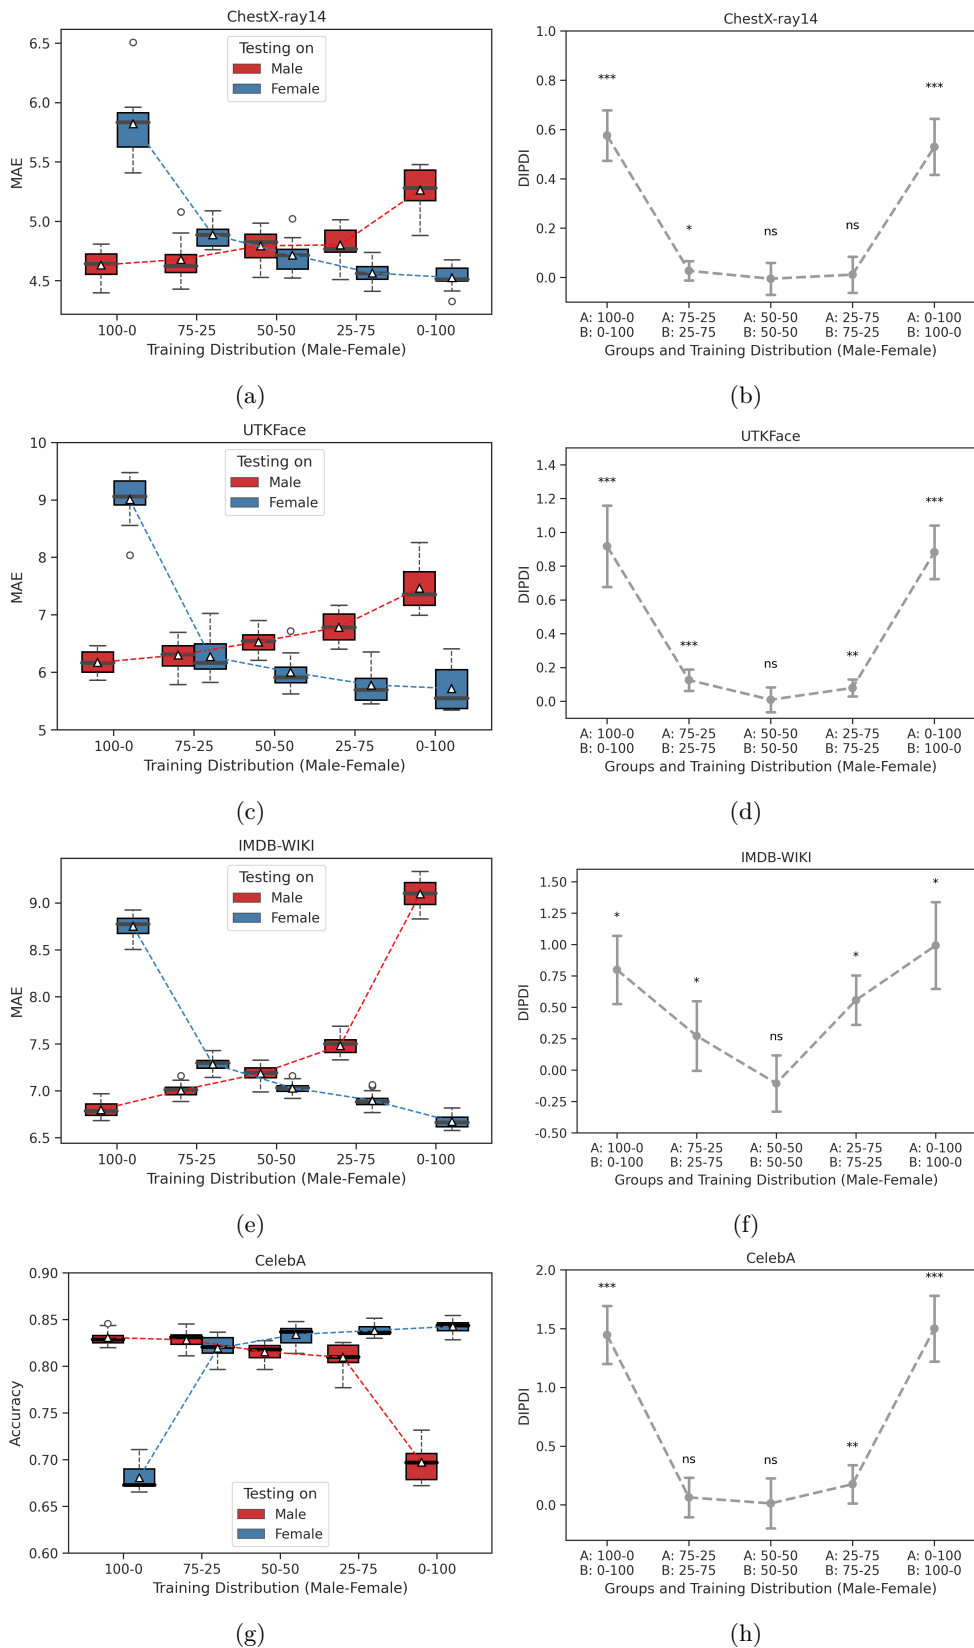 ChestX-ray14
MAE
6.5
6.0
5.5
5.0
4.5
Testing on
Male
Female
100-0 75-25 50-50 25-75 0-100
Training Distribution (Male-Female)
(a)
ChestX-ray14
DIPDI
1.0
0.8
0.6
0.4
0.2
0.0
*** * ns ns ***
A: 100-0 A: 75-25 A: 50-50 A: 25-75 A: 0-100
B: 0-100 B: 25-75 B: 50-50 B: 75-25 B: 100-0
Groups and Training Distribution (Male-Female)
(b)
UTKFace
MAE
10
9
8
7
6
5
Testing on
Male
Female
100-0 75-25 50-50 25-75 0-100
Training Distribution (Male-Female)
(c)
UTKFace
DIPDI
1.4
1.2
1.0
0.8
0.6
0.4
0.2
0.0
*** *** ns ** ***
A: 100-0 A: 75-25 A: 50-50 A: 25-75 A: 0-100
B: 0-100 B: 25-75 B: 50-50 B: 75-25 B: 100-0
Groups and Training Distribution (Male-Female)
(d)
IMDB-WIKI
MAE
9.0
8.5
8.0
7.5
7.0
6.5
Testing on
Male
Female
100-0 75-25 50-50 25-75 0-100
Training Distribution (Male-Female)
(e)
IMDB-WIKI
DIPDI
1.50
1.25
1.00
0.75
0.50
0.25
0.00
-0.25
-0.50
* * ns * *
A: 100-0 A: 75-25 A: 50-50 A: 25-75 A: 0-100
B: 0-100 B: 25-75 B: 50-50 B: 75-25 B: 100-0
Groups and Training Distribution (Male-Female)
(f)
CelebA
Accuracy
0.90
0.85
0.80
0.75
0.70
0.65
0.60
Testing on
Male
Female
100-0 75-25 50-50 25-75 0-100
Training Distribution (Male-Female)
(g)
CelebA
DIPDI
2.0
1.5
1.0
0.5
0.0
*** ns ns ** ***
A: 100-0 A: 75-25 A: 50-50 A: 25-75 A: 0-100
B: 0-100 B: 25-75 B: 50-50 B: 75-25 B: 100-0
Groups and Training Distribution (Male-Female)
(h)